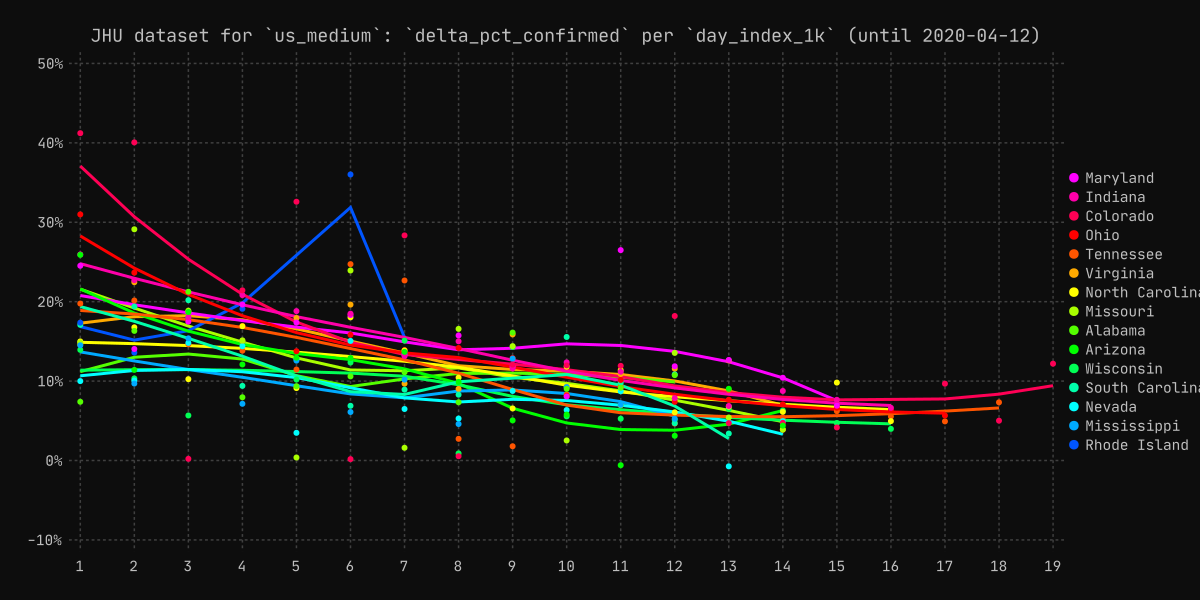 JHU dataset for `us_medium`: `delta_pct_confirmed` per `day_index_1k` (until 2020-04-12)
50%
40%
30%
20%
10%
0%
-10%
1 2 3 4 5 6 7 8 9 10 11 12 13 14 15 16 17 18 19
Maryland
Indiana
Colorado
Ohio
Tennessee
Virginia
North Carolina
Missouri
Alabama
Arizona
Wisconsin
South Carolina
Nevada
Mississippi
Rhode Island